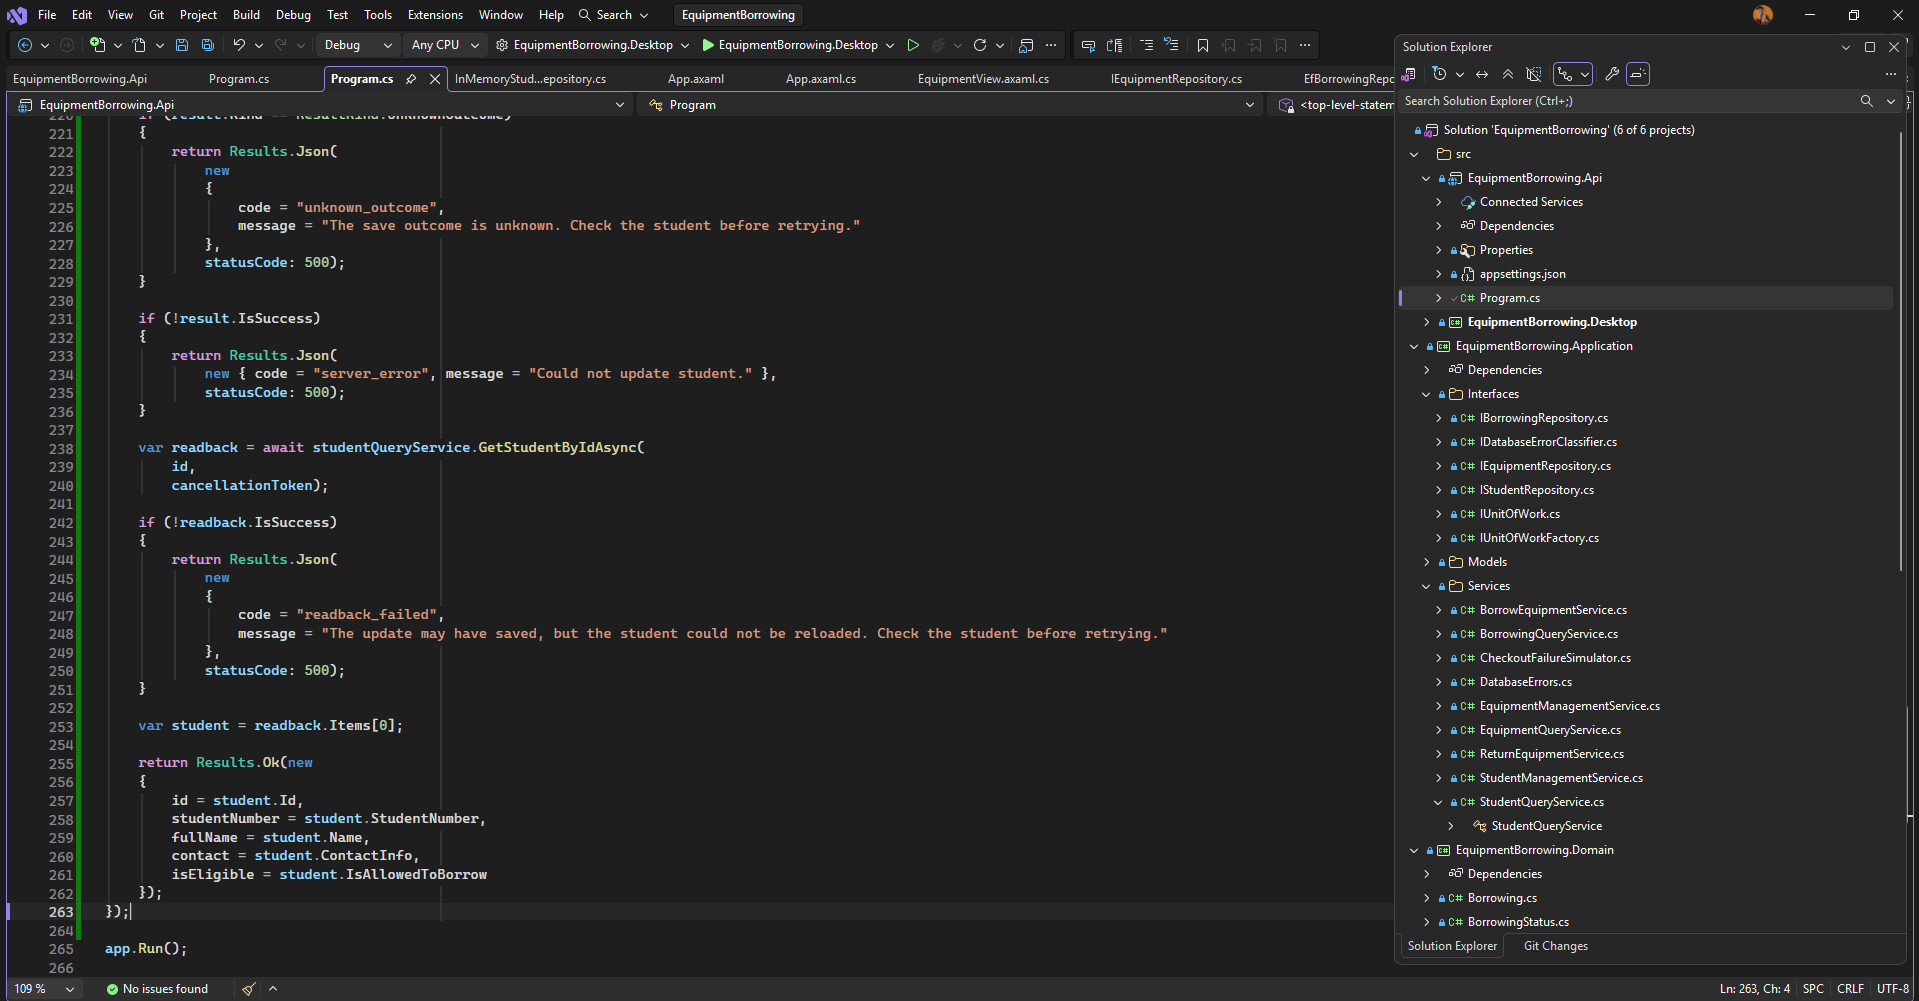 File Edit View Git Project Build Debug Test Tools Extensions Window Help Search EquipmentBorrowing
Debug Any CPU EquipmentBorrowing.Desktop EquipmentBorrowing.Desktop
EquipmentBorrowing.Api Program.cs Program.cs InMemoryStud...epository.cs App.axaml App.axaml.cs EquipmentView.axaml.cs IEquipmentRepository.cs EfBorrowingRepo
EquipmentBorrowing.Api Program <top-level-statem
220 if (result.Kind == ResultKind.UnknownOutcome)
221 {
222 return Results.Json(
223 new
224 {
225 code = "unknown_outcome",
226 message = "The save outcome is unknown. Check the student before retrying."
227 },
228 statusCode: 500);
229 }
230
231 if (!result.IsSuccess)
232 {
233 return Results.Json(
234 new { code = "server_error", message = "Could not update student." },
235 statusCode: 500);
236 }
237
238 var readback = await studentQueryService.GetStudentByIdAsync(
239 id,
240 cancellationToken);
241
242 if (!readback.IsSuccess)
243 {
244 return Results.Json(
245 new
246 {
247 code = "readback_failed",
248 message = "The update may have saved, but the student could not be reloaded. Check the student before retrying."
249 },
250 statusCode: 500);
251 }
252
253 var student = readback.Items[0];
254
255 return Results.Ok(new
256 {
257 id = student.Id,
258 studentNumber = student.StudentNumber,
259 fullName = student.Name,
260 contact = student.ContactInfo,
261 isEligible = student.IsAllowedToBorrow
262 });
263 });
264
265 app.Run();
266
109 % No issues found Ln: 263, Ch: 4 SPC CRLF UTF-8
Solution Explorer
Search Solution Explorer (Ctrl+;)
Solution 'EquipmentBorrowing' (6 of 6 projects)
src
EquipmentBorrowing.Api
Connected Services
Dependencies
Properties
appsettings.json
C# Program.cs
EquipmentBorrowing.Desktop
EquipmentBorrowing.Application
Dependencies
Interfaces
C# IBorrowingRepository.cs
C# IDatabaseErrorClassifier.cs
C# IEquipmentRepository.cs
C# IStudentRepository.cs
C# IUnitOfWork.cs
C# IUnitOfWorkFactory.cs
Models
Services
C# BorrowEquipmentService.cs
C# BorrowingQueryService.cs
C# CheckoutFailureSimulator.cs
C# DatabaseErrors.cs
C# EquipmentManagementService.cs
C# EquipmentQueryService.cs
C# ReturnEquipmentService.cs
C# StudentManagementService.cs
C# StudentQueryService.cs
StudentQueryService
EquipmentBorrowing.Domain
Dependencies
C# Borrowing.cs
C# BorrowingStatus.cs
Solution Explorer Git Changes